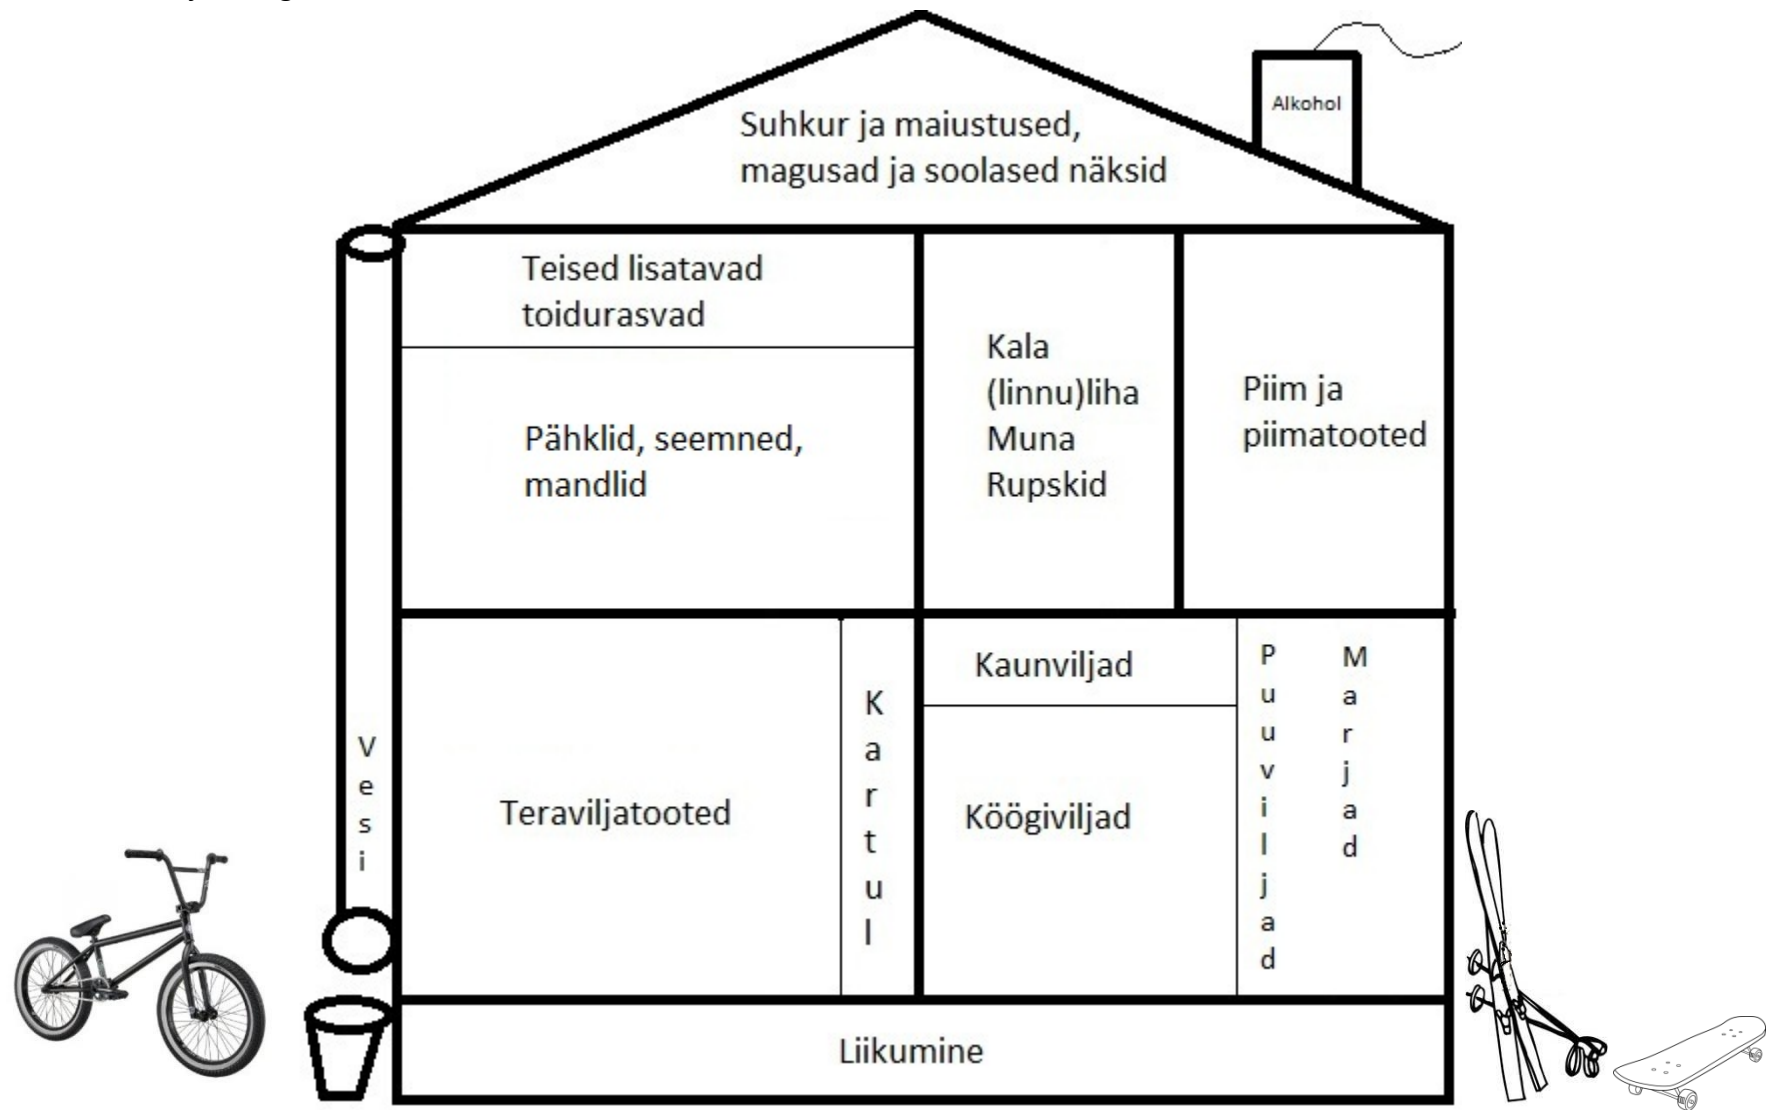 Alkohol
Suhkur ja maiustused,
magusad ja soolased näksid
Teised lisatavad
toidurasvad
Pähklid, seemned,
mandlid
Kala
(linnu)liha
Muna
Rupskid
Piim ja
piimatooted
Vesi
Teraviljatooted
Kartul
Kaunviljad
Köögiviljad
Puuviljad
Marjad
Liikumine